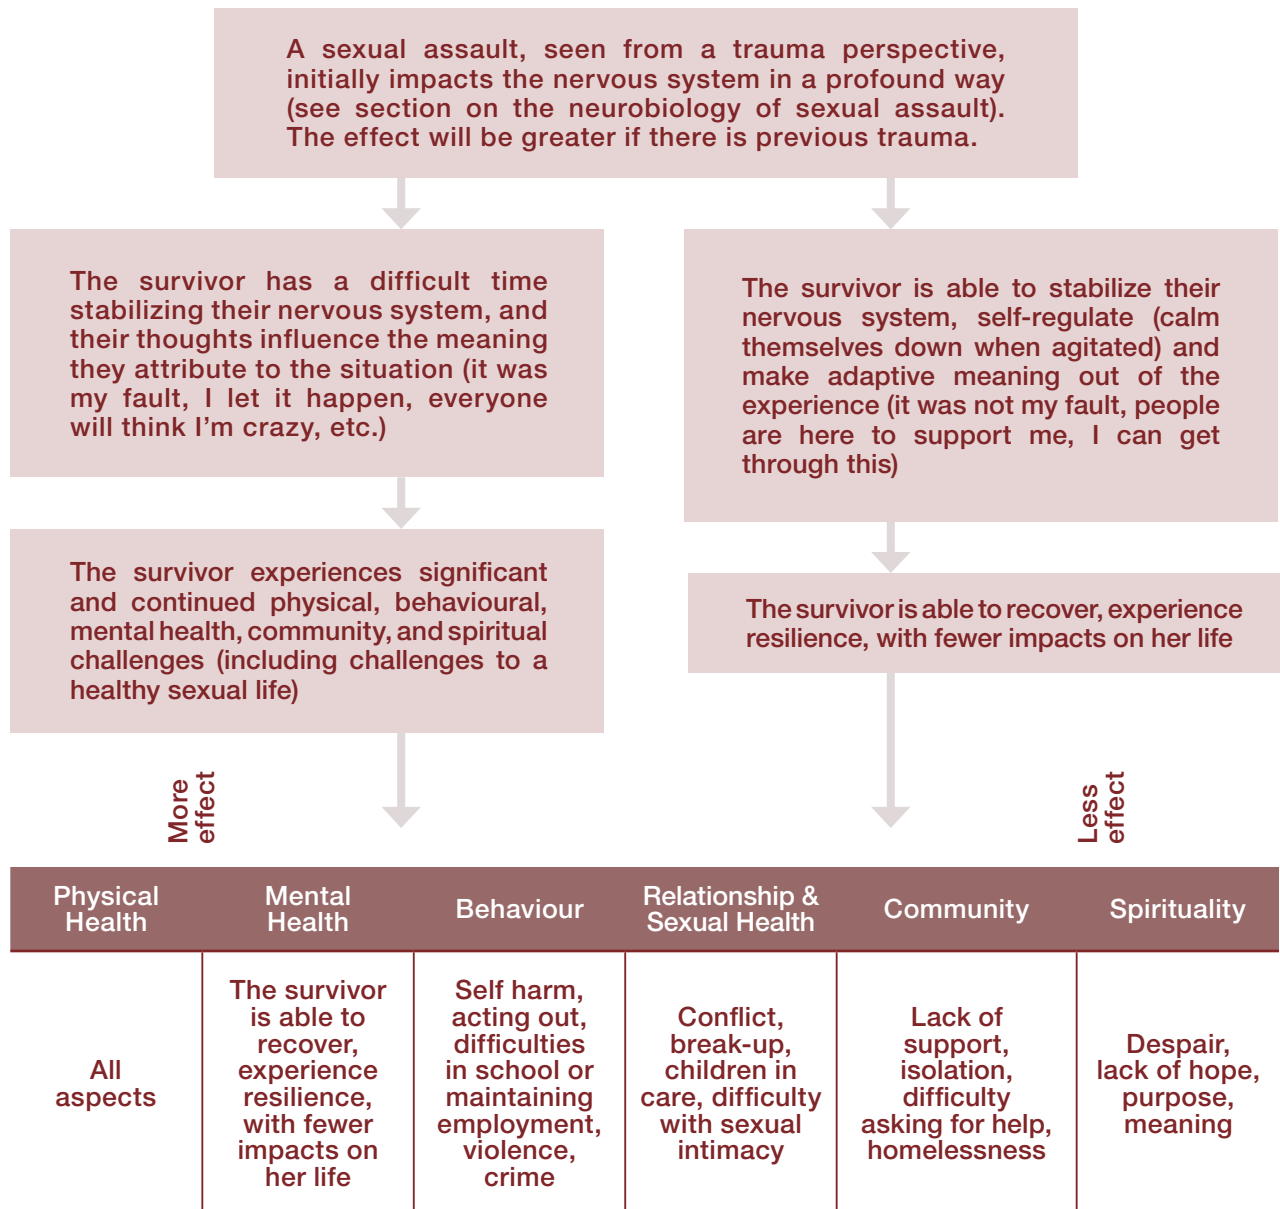 A sexual assault, seen from a trauma perspective,
initially impacts the nervous system in a profound way
(see section on the neurobiology of sexual assault).
The effect will be greater if there is previous trauma.
The survivor has a difficult time
stabilizing their nervous system, and
their thoughts influence the meaning
they attribute to the situation (it was
my fault, I let it happen, everyone
will think I’m crazy, etc.)
The survivor is able to stabilize their
nervous system, self-regulate (calm
themselves down when agitated) and
make adaptive meaning out of the
experience (it was not my fault, people
are here to support me, I can get
through this)
The survivor experiences significant
and continued physical, behavioural,
mental health, community, and spiritual
challenges (including challenges to a
healthy sexual life)
The survivor is able to recover, experience
resilience, with fewer impacts on her life
More
effect
Less
effect
Physical
Health
Mental
Health
Behaviour
Relationship &
Sexual Health
Community
Spirituality
All
aspects
The survivor
is able to
recover,
experience
resilience,
with fewer
impacts on
her life
Self harm,
acting out,
difficulties
in school or
maintaining
employment,
violence,
crime
Conflict,
break-up,
children in
care, difficulty
with sexual
intimacy
Lack of
support,
isolation,
difficulty
asking for help,
homelessness
Despair,
lack of hope,
purpose,
meaning